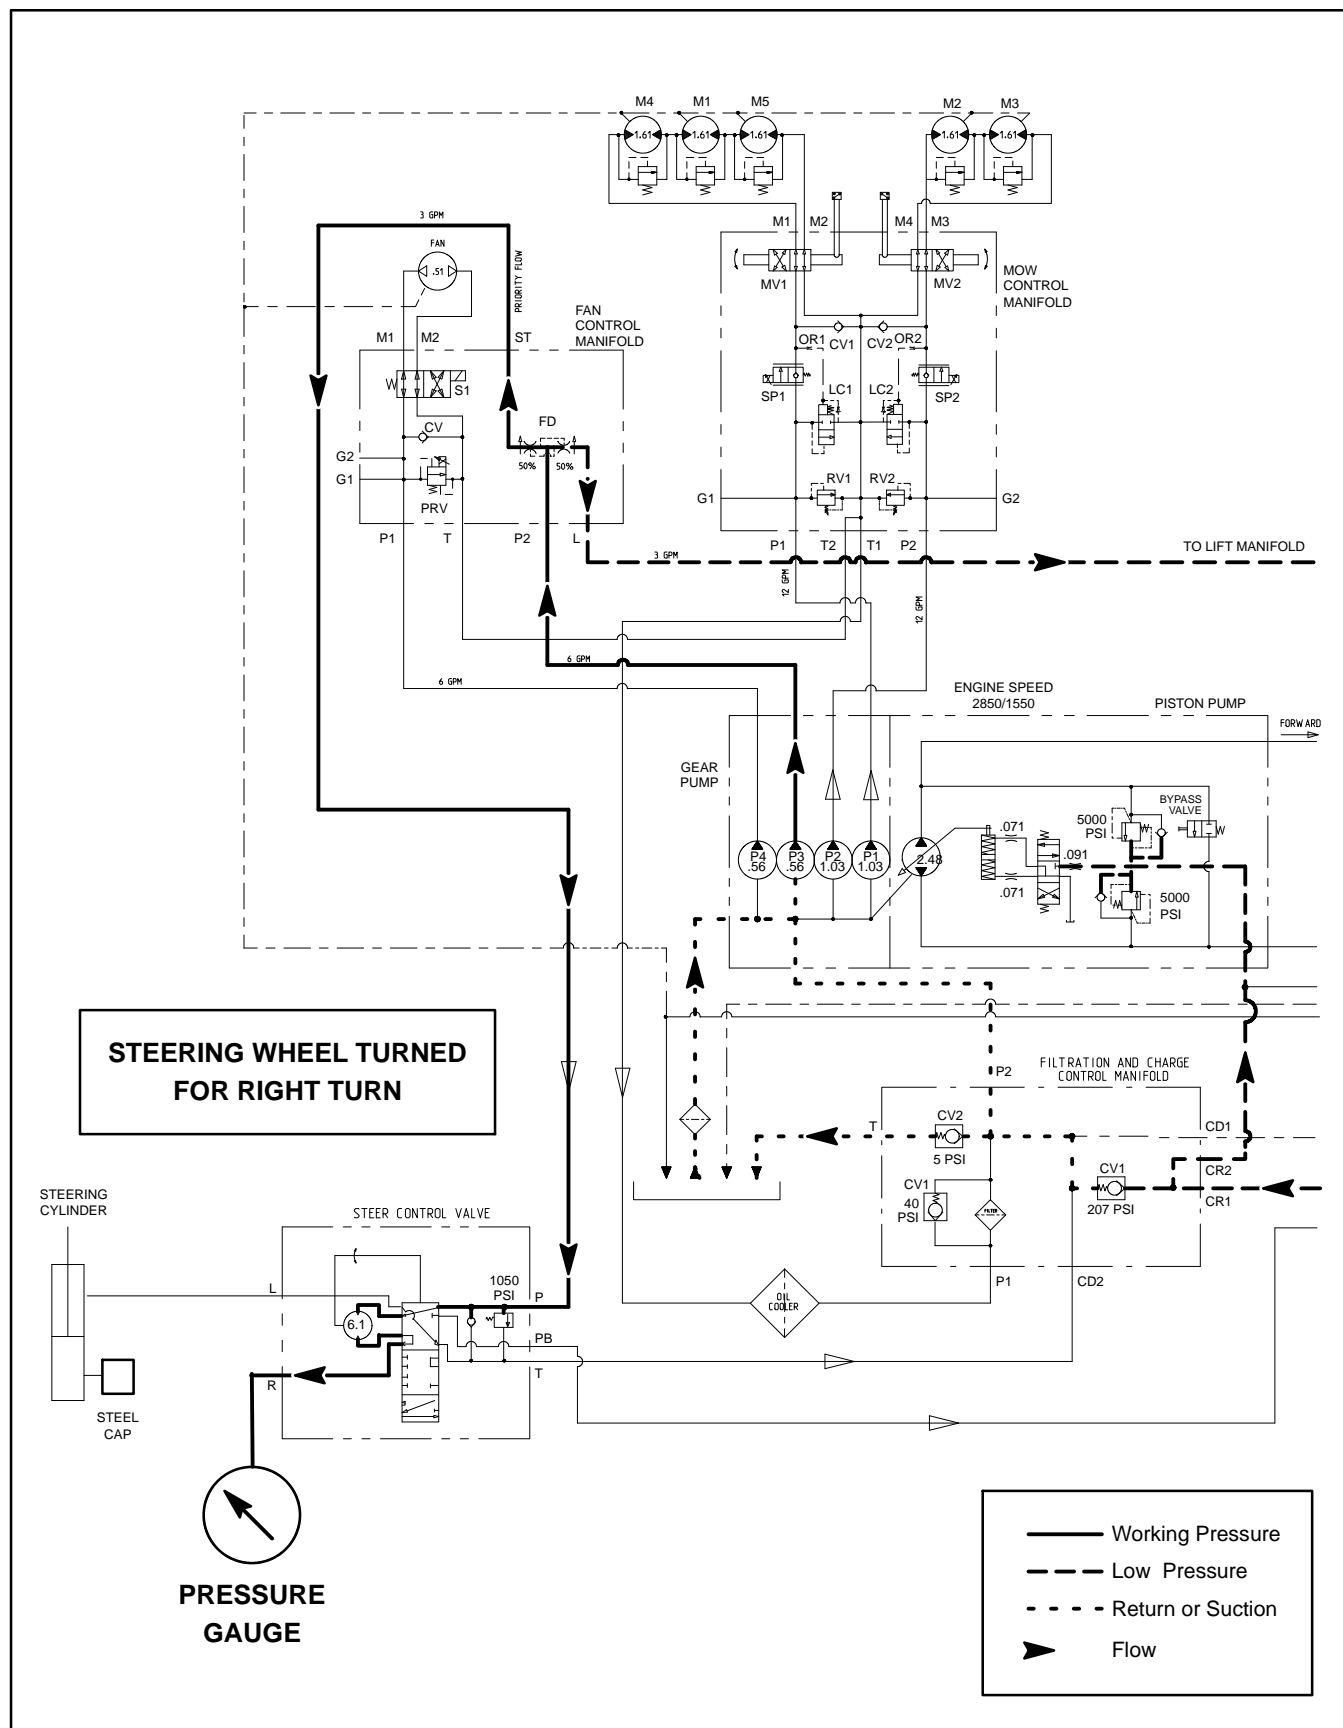 M4 M1 M5 M2 M3
1.61 1.61 1.61 1.61 1.61
3 GPM
PRIORITY FLOW
FAN
.51
M1 M2 M4 M3
MV1 MV2
MOW
CONTROL
MANIFOLD
FAN
CONTROL
MANIFOLD
M1 M2 ST
OR1 CV1 CV2 OR2
S1
SP1 LC1 LC2 SP2
FD
CV
50% 50%
G2
G1
PRV
RV1 RV2
G1 G2
P1 T P2 L
P1 T2 T1 P2
3 GPM
TO LIFT MANIFOLD
12 GPM
12 GPM
6 GPM
6 GPM
ENGINE SPEED
2850/1550
PISTON PUMP
FORWARD
GEAR
PUMP
BYPASS
VALVE
5000
PSI
.071
.091
P4
.56
P3
.56
P2
1.03
P1
1.03
2.48
.071
5000
PSI
STEERING WHEEL TURNED
FOR RIGHT TURN
FILTRATION AND CHARGE
CONTROL MANIFOLD
P2
T
CV2
5 PSI
CD1
CV1
40
PSI
FILTER
CV1
207 PSI
CR2
CR1
STEERING
CYLINDER
STEER CONTROL VALVE
L
1050
PSI
P
OIL
COOLER
P1 CD2
6.1
PB
T
R
STEEL
CAP
PRESSURE
GAUGE
Working Pressure
Low Pressure
Return or Suction
Flow